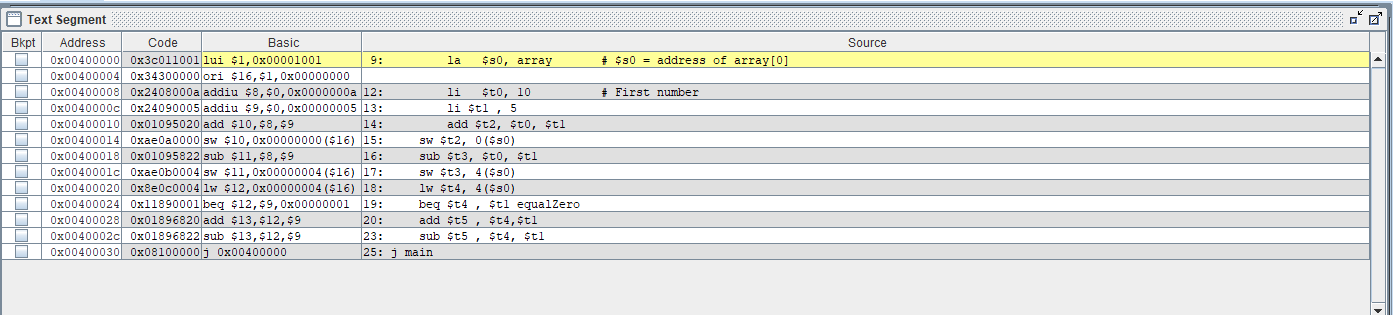 Text Segment
Bkpt Address Code Basic Source
0x00400000 0x3c011001 lui $1,0x00001001 9: la $s0, array # $s0 = address of array[0]
0x00400004 0x34300000 ori $16,$1,0x00000000
0x00400008 0x2408000a addiu $8,$0,0x0000000a 12: li $t0, 10 # First number
0x0040000c 0x24090005 addiu $9,$0,0x00000005 13: li $t1 , 5
0x00400010 0x01095020 add $10,$8,$9 14: add $t2, $t0, $t1
0x00400014 0xae0a0000 sw $10,0x00000000($16) 15: sw $t2, 0($s0)
0x00400018 0x01095822 sub $11,$8,$9 16: sub $t3, $t0, $t1
0x0040001c 0xae0b0004 sw $11,0x00000004($16) 17: sw $t3, 4($s0)
0x00400020 0x8e0c0004 lw $12,0x00000004($16) 18: lw $t4, 4($s0)
0x00400024 0x11890001 beq $12,$9,0x00000001 19: beq $t4 , $t1 equalZero
0x00400028 0x01896820 add $13,$12,$9 20: add $t5 , $t4,$t1
0x0040002c 0x01896822 sub $13,$12,$9 23: sub $t5 , $t4, $t1
0x00400030 0x08100000 j 0x00400000 25: j main